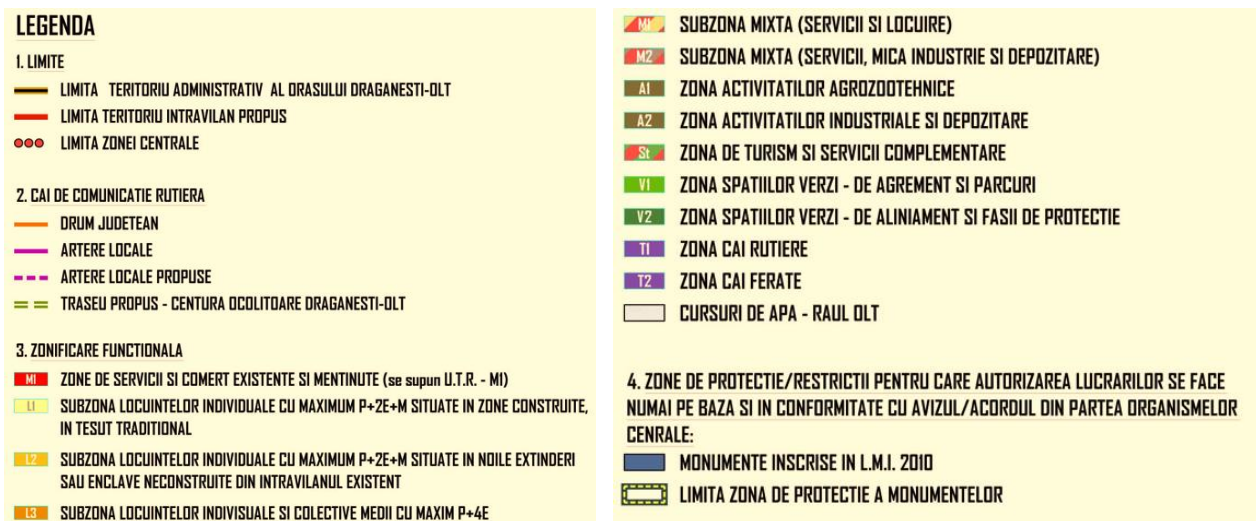 LEGENDA
1. LIMITE
LIMITA TERITORIU ADMINISTRATIV AL ORASULUI DRAGANESTI-OLT
LIMITA TERITORIU INTRAVILAN PROPUS
LIMITA ZONEI CENTRALE
2. CAI DE COMUNICATIE RUTIERA
DRUM JUDETEAN
ARTERE LOCALE
ARTERE LOCALE PROPUSE
TRASEU PROPUS - CENTURA OCOLITOARE DRAGANESTI-OLT
3. ZONIFICARE FUNCTIONALA
M1 ZONE DE SERVICII SI COMERT EXISTENTE SI MENTINUTE (se supun U.T.R. - M1)
L1 SUBZONA LOCUINTELOR INDIVIDUALE CU MAXIMUM P+2E+M SITUATE IN ZONE CONSTRUITE,
IN TESUT TRADITIONAL
L2 SUBZONA LOCUINTELOR INDIVIDUALE CU MAXIMUM P+2E+M SITUATE IN NOILE EXTINDERI
SAU ENCLAVE NECONSTRUITE DIN INTRAVILANUL EXISTENT
L3 SUBZONA LOCUINTELOR INDIVISUALE SI COLECTIVE MEDII CU MAXIM P+4E
M1 SUBZONA MIXTA (SERVICII SI LOCUIRE)
M2 SUBZONA MIXTA (SERVICII, MICA INDUSTRIE SI DEPOZITARE)
A1 ZONA ACTIVITATILOR AGROZOOTEHNICE
A2 ZONA ACTIVITATILOR INDUSTRIALE SI DEPOZITARE
St ZONA DE TURISM SI SERVICII COMPLEMENTARE
V1 ZONA SPATIILOR VERZI - DE AGREMENT SI PARCURI
V2 ZONA SPATIILOR VERZI - DE ALINIAMENT SI FASII DE PROTECTIE
T1 ZONA CAI RUTIERE
T2 ZONA CAI FERATE
CURSURI DE APA - RAUL OLT
4. ZONE DE PROTECTIE/RESTRICTII PENTRU CARE AUTORIZAREA LUCRARILOR SE FACE
NUMAI PE BAZA SI IN CONFORMITATE CU AVIZUL/ACORDUL DIN PARTEA ORGANISMELOR
CENRALE:
MONUMENTE INSCRISE IN L.M.I. 2010
LIMITA ZONA DE PROTECTIE A MONUMENTELOR